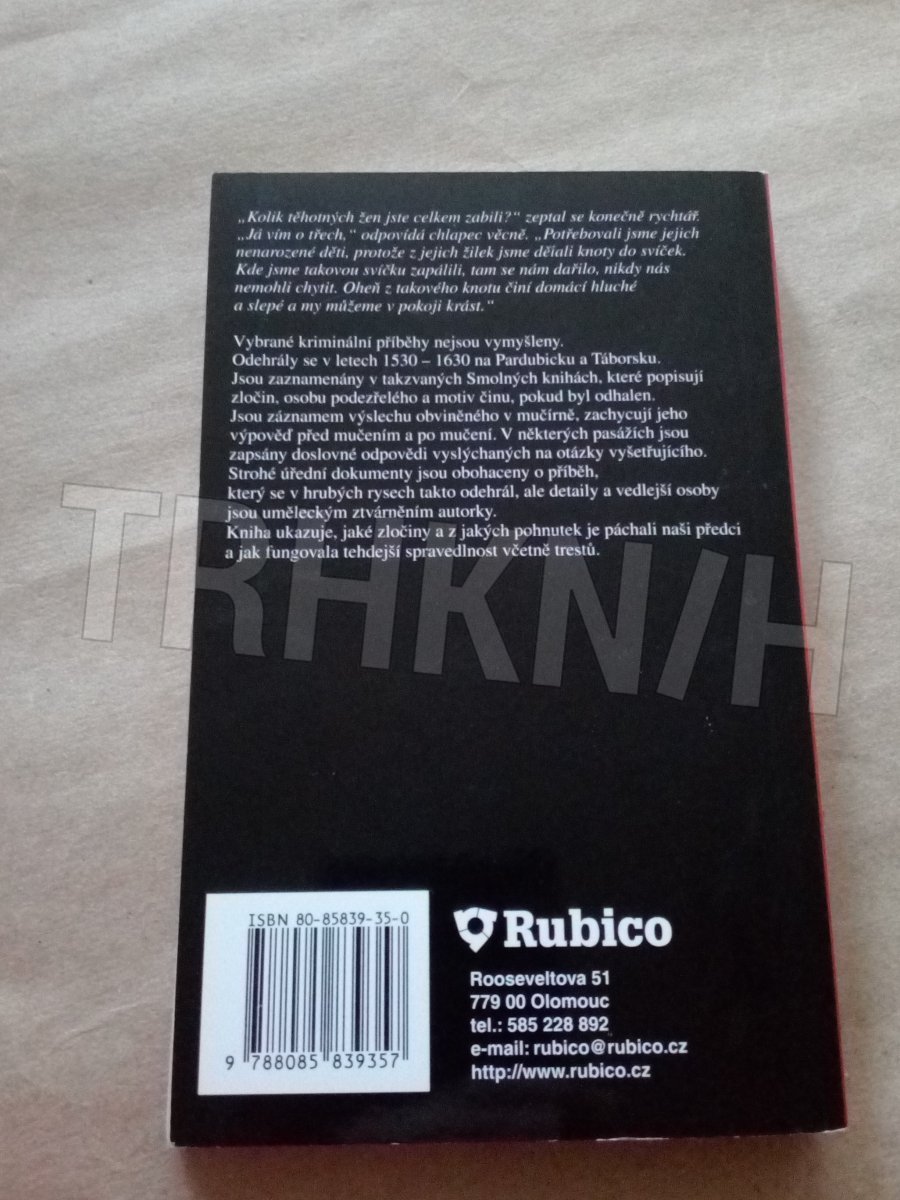 „Kolik těhotných žen jste celkem zabili?“ zeptal se konečně rychtář.
„Já vím o třech,“ odpovídá chlapec věcně. „Potřebovali jsme jejich
nenarozené děti, protože z jejich žilek jsme dělali knoty do svíček.
Kde jsme takovou svíčku zapálili, tam se nám dařilo, nikdy nás
nemohli chytit. Oheň z takového knotu činí domácí hluché
a slepé a my můžeme v pokoji krást.“
Vybrané kriminální příběhy nejsou vymyšleny.
Odehrály se v letech 1530 – 1630 na Pardubicku a Táborsku.
Jsou zaznamenány v takzvaných Smolných knihách, které popisují
zločin, osobu podezřelého a motiv činu, pokud byl odhalen.
Jsou záznamem výslechu obviněného v mučírně, zachycují jeho
výpověď před mučením a po mučení. V některých pasážích jsou
zapsány doslovné odpovědi vyslýchaných na otázky vyšetřujícího.
Strohé úřední dokumenty jsou obohaceny o příběh,
který se v hrubých rysech takto odehrál, ale detaily a vedlejší osoby
jsou uměleckým ztvárněním autorky.
Kniha ukazuje, jaké zločiny a z jakých pohnutek je páchali naši předci
a jak fungovala tehdejší spravedlnost včetně trestů.
TRHKNIH
ISBN 80-85839-35-0
9 788085 839357
Rubico
Rooseveltova 51
779 00 Olomouc
tel.: 585 228 892
e-mail: rubico@rubico.cz
http://www.rubico.cz